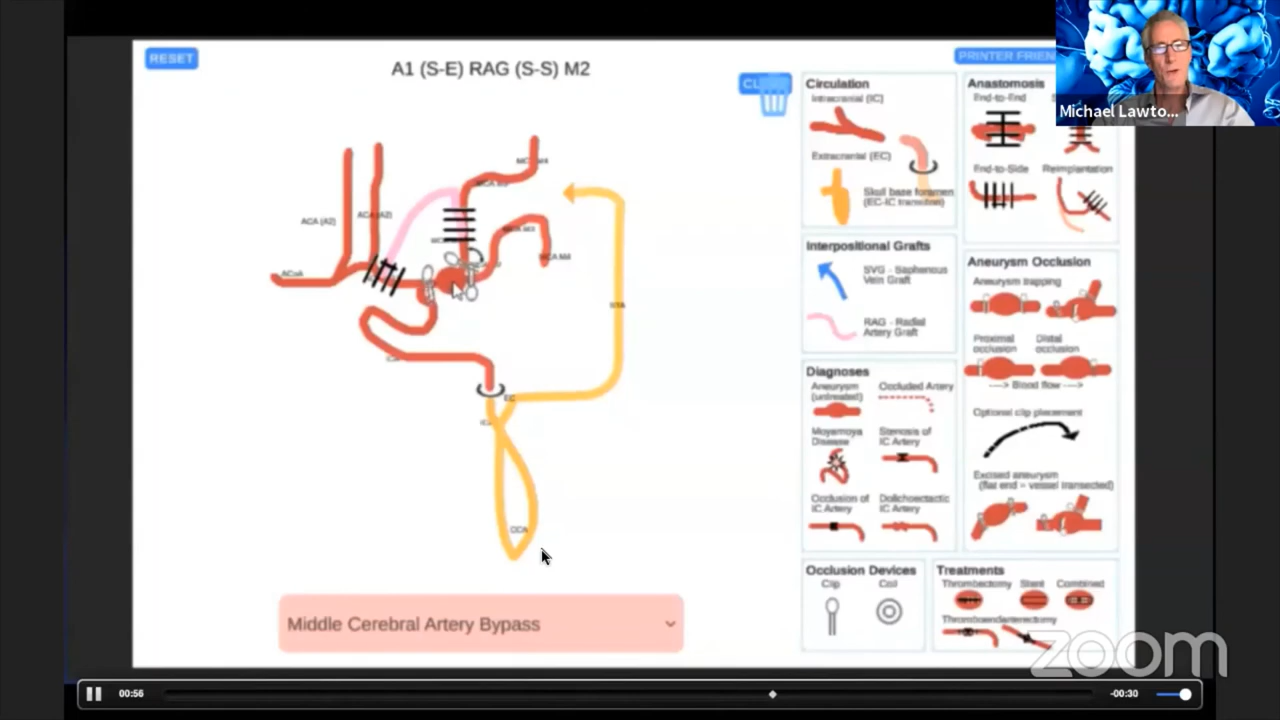 RESET
A1 (S-E) RAG (S-S) M2
PRINTER FRIEN
Michael Lawto...
Circulation
Intracranial (IC)
Extracranial (EC)
Skull base foramen
(EC-IC transition)
Anastomosis
End-to-End
End-to-Side
Reimplantation
Interpositional Grafts
SVG - Saphenous
Vein Graft
RAG - Radial
Artery Graft
Diagnoses
Aneurysm
(untreated)
Occluded Artery
Moyamoya
Disease
Stenosis of
IC Artery
Occlusion of
IC Artery
Dolichoectactic
IC Artery
Aneurysm Occlusion
Aneurysm trapping
Proximal
occlusion
Distal
occlusion
----> Blood flow ---->
Optional clip placement
Excised aneurysm
(flat end = vessel transected)
Occlusion Devices
Clip
Coil
Treatments
Thrombectomy
Stent
Combined
Thromboendarterectomy
ACA (A2)
ACA (A2)
ACoA
MCA M4
STA
EC
CCA
Middle Cerebral Artery Bypass
zoom
00:56
-00:30